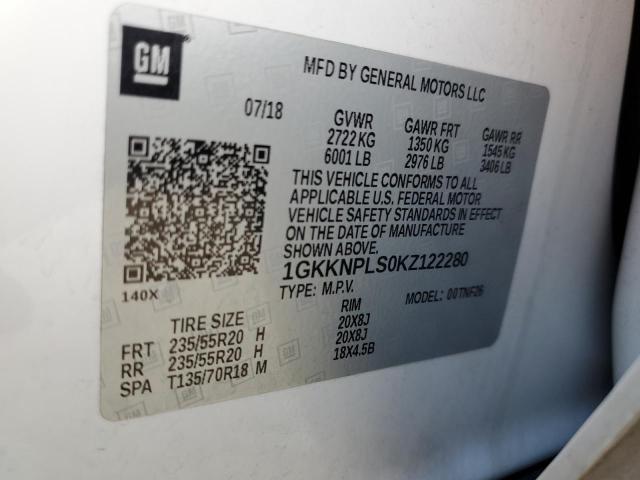 GM
MFD BY GENERAL MOTORS LLC
07/18
GVWR GAWR FRT GAWR RR
2722 KG 1350 KG 1545 KG
6001 LB 2976 LB 3406 LB
THIS VEHICLE CONFORMS TO ALL
APPLICABLE U.S. FEDERAL MOTOR
VEHICLE SAFETY STANDARDS IN EFFECT
ON THE DATE OF MANUFACTURE
SHOWN ABOVE.
1GKKNPLS0KZ122280
140X
TYPE: M.P.V. MODEL: 00TNF26
TIRE SIZE RIM
FRT 235/55R20 H 20X8J
RR 235/55R20 H 20X8J
SPA T135/70R18 M 18X4.5B